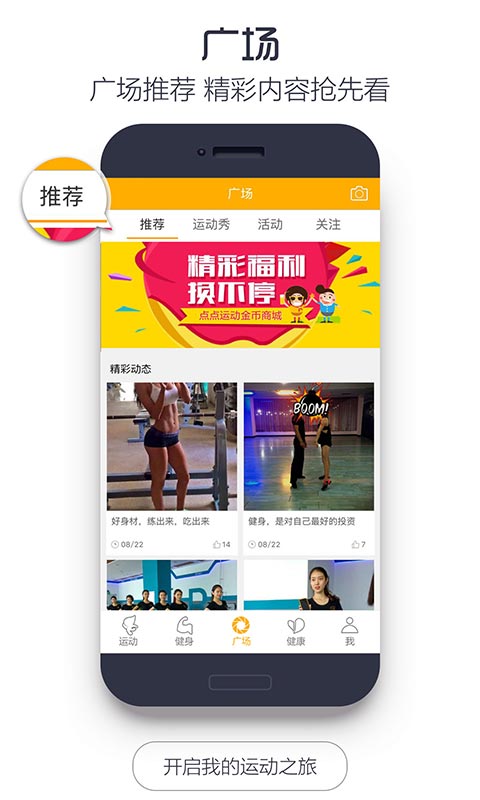 广场
广场推荐 精彩内容抢先看
推荐
广场
推荐 运动秀 活动 关注
精彩福利
换不停
点点运动金币商城
精彩动态
BOOM!
好身材，练出来，吃出来
健身，是对自己最好的投资
08/22 14
08/22 7
运动 健身 广场 健康 我
开启我的运动之旅